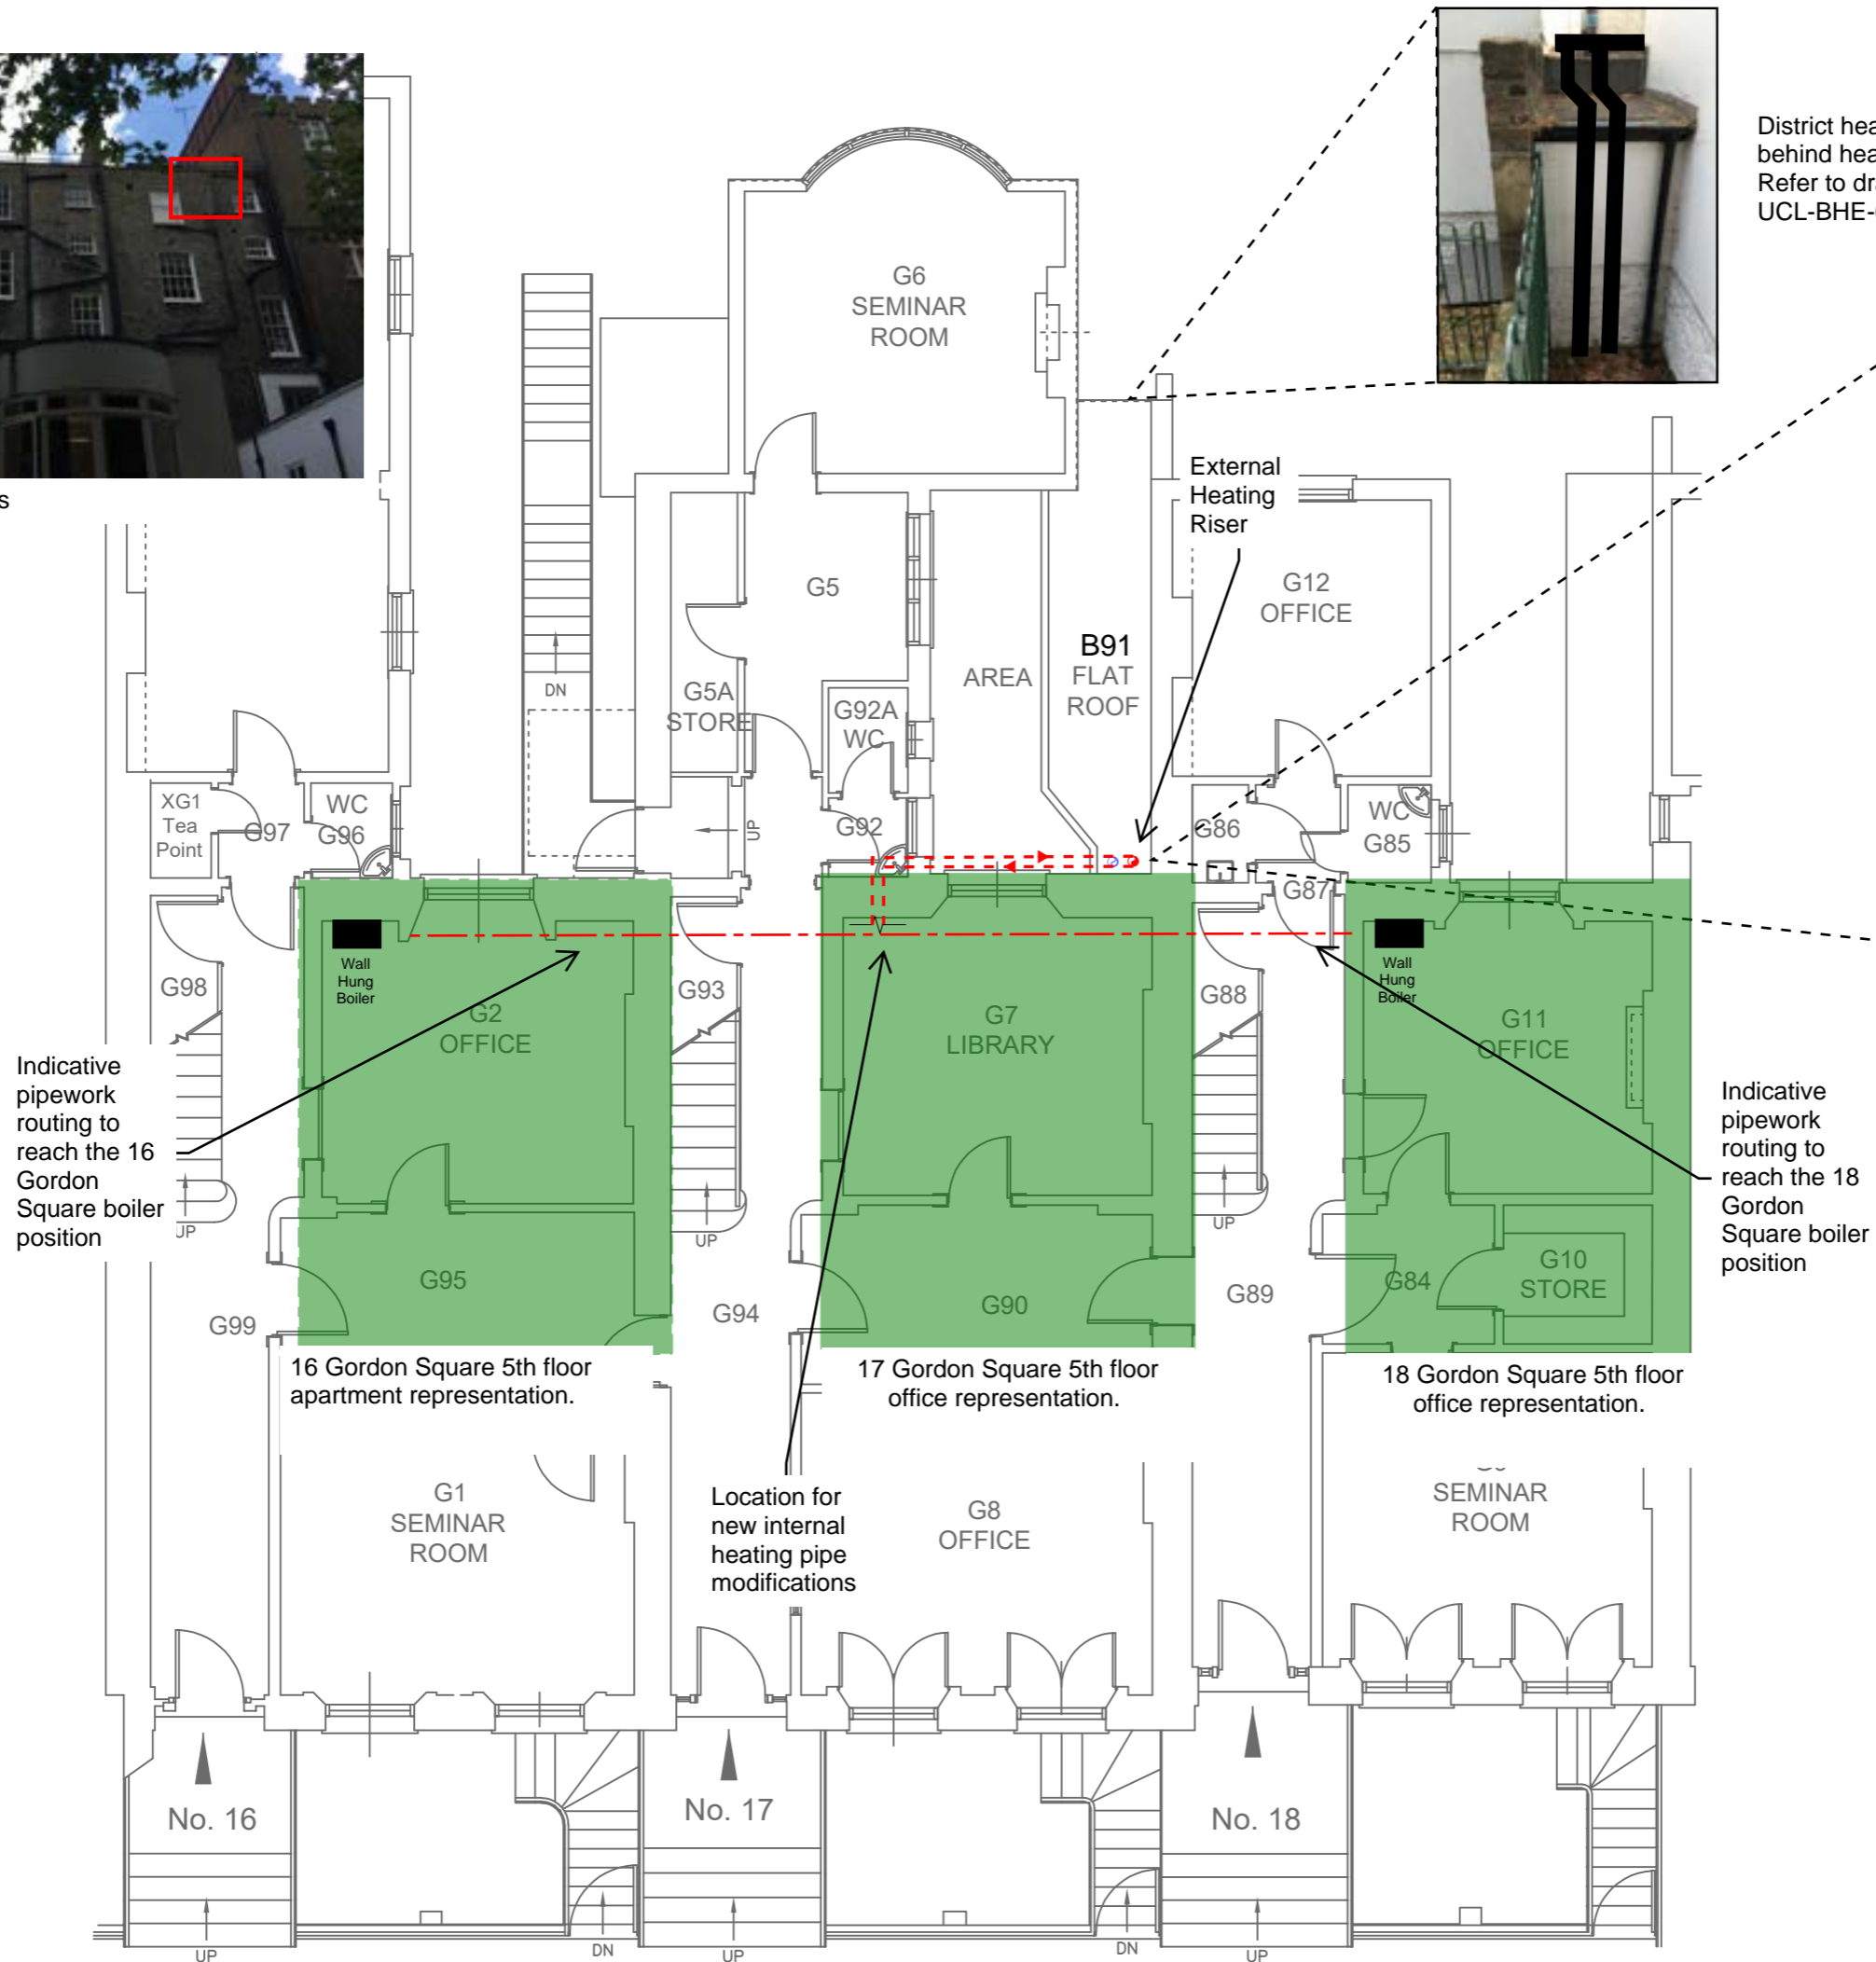 District hea
behind hea
Refer to dra
UCL-BHE-
s
G6
SEMINAR
ROOM
External
Heating
Riser
G5
G12
OFFICE
B91
FLAT
ROOF
AREA
G5A
STORE
DN
G92A
WC
XG1
Tea
Point
G97
WC
G96
UP
G92
G86
WC
G85
G87
Wall
Hung
Boiler
Wall
Hung
Boiler
G98
G93
G88
G2
OFFICE
G7
LIBRARY
G11
OFFICE
Indicative
pipework
routing to
reach the 16
Gordon
Square boiler
position
Indicative
pipework
routing to
reach the 18
Gordon
Square boiler
position
UP
UP
UP
G95
G90
G84
G10
STORE
G99
G94
G89
16 Gordon Square 5th floor
apartment representation.
17 Gordon Square 5th floor
office representation.
18 Gordon Square 5th floor
office representation.
G1
SEMINAR
ROOM
Location for
new internal
heating pipe
modifications
G8
OFFICE
SEMINAR
ROOM
No. 16
No. 17
No. 18
UP
DN
UP
DN
UP